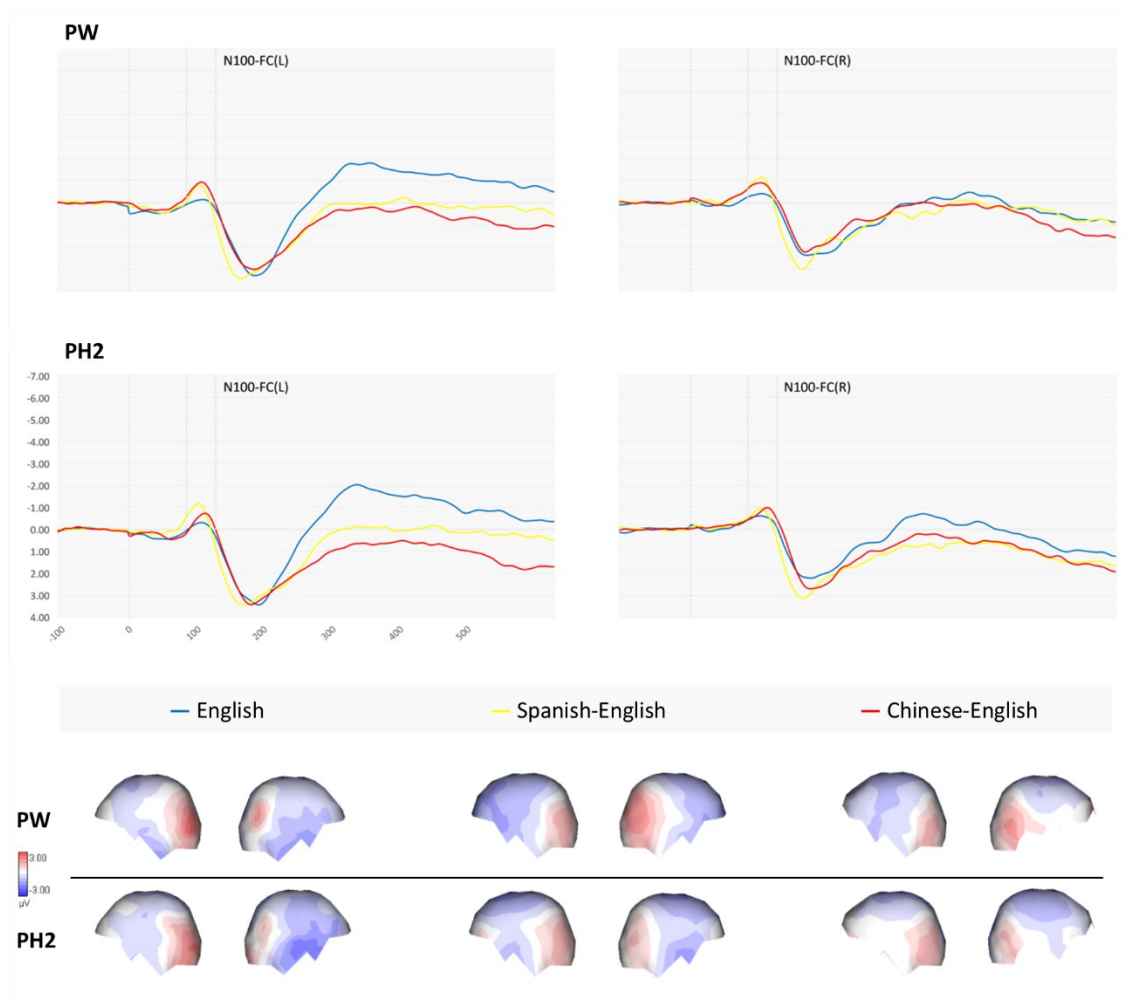 PW
N100-FC(L)
N100-FC(R)
PH2
-7.00
-6.00
-5.00
-4.00
-3.00
-2.00
-1.00
0.00
1.00
2.00
3.00
4.00
N100-FC(L)
N100-FC(R)
-100
0
100
200
300
400
500
English
Spanish-English
Chinese-English
PW
3.00
-3.00
µV
PH2